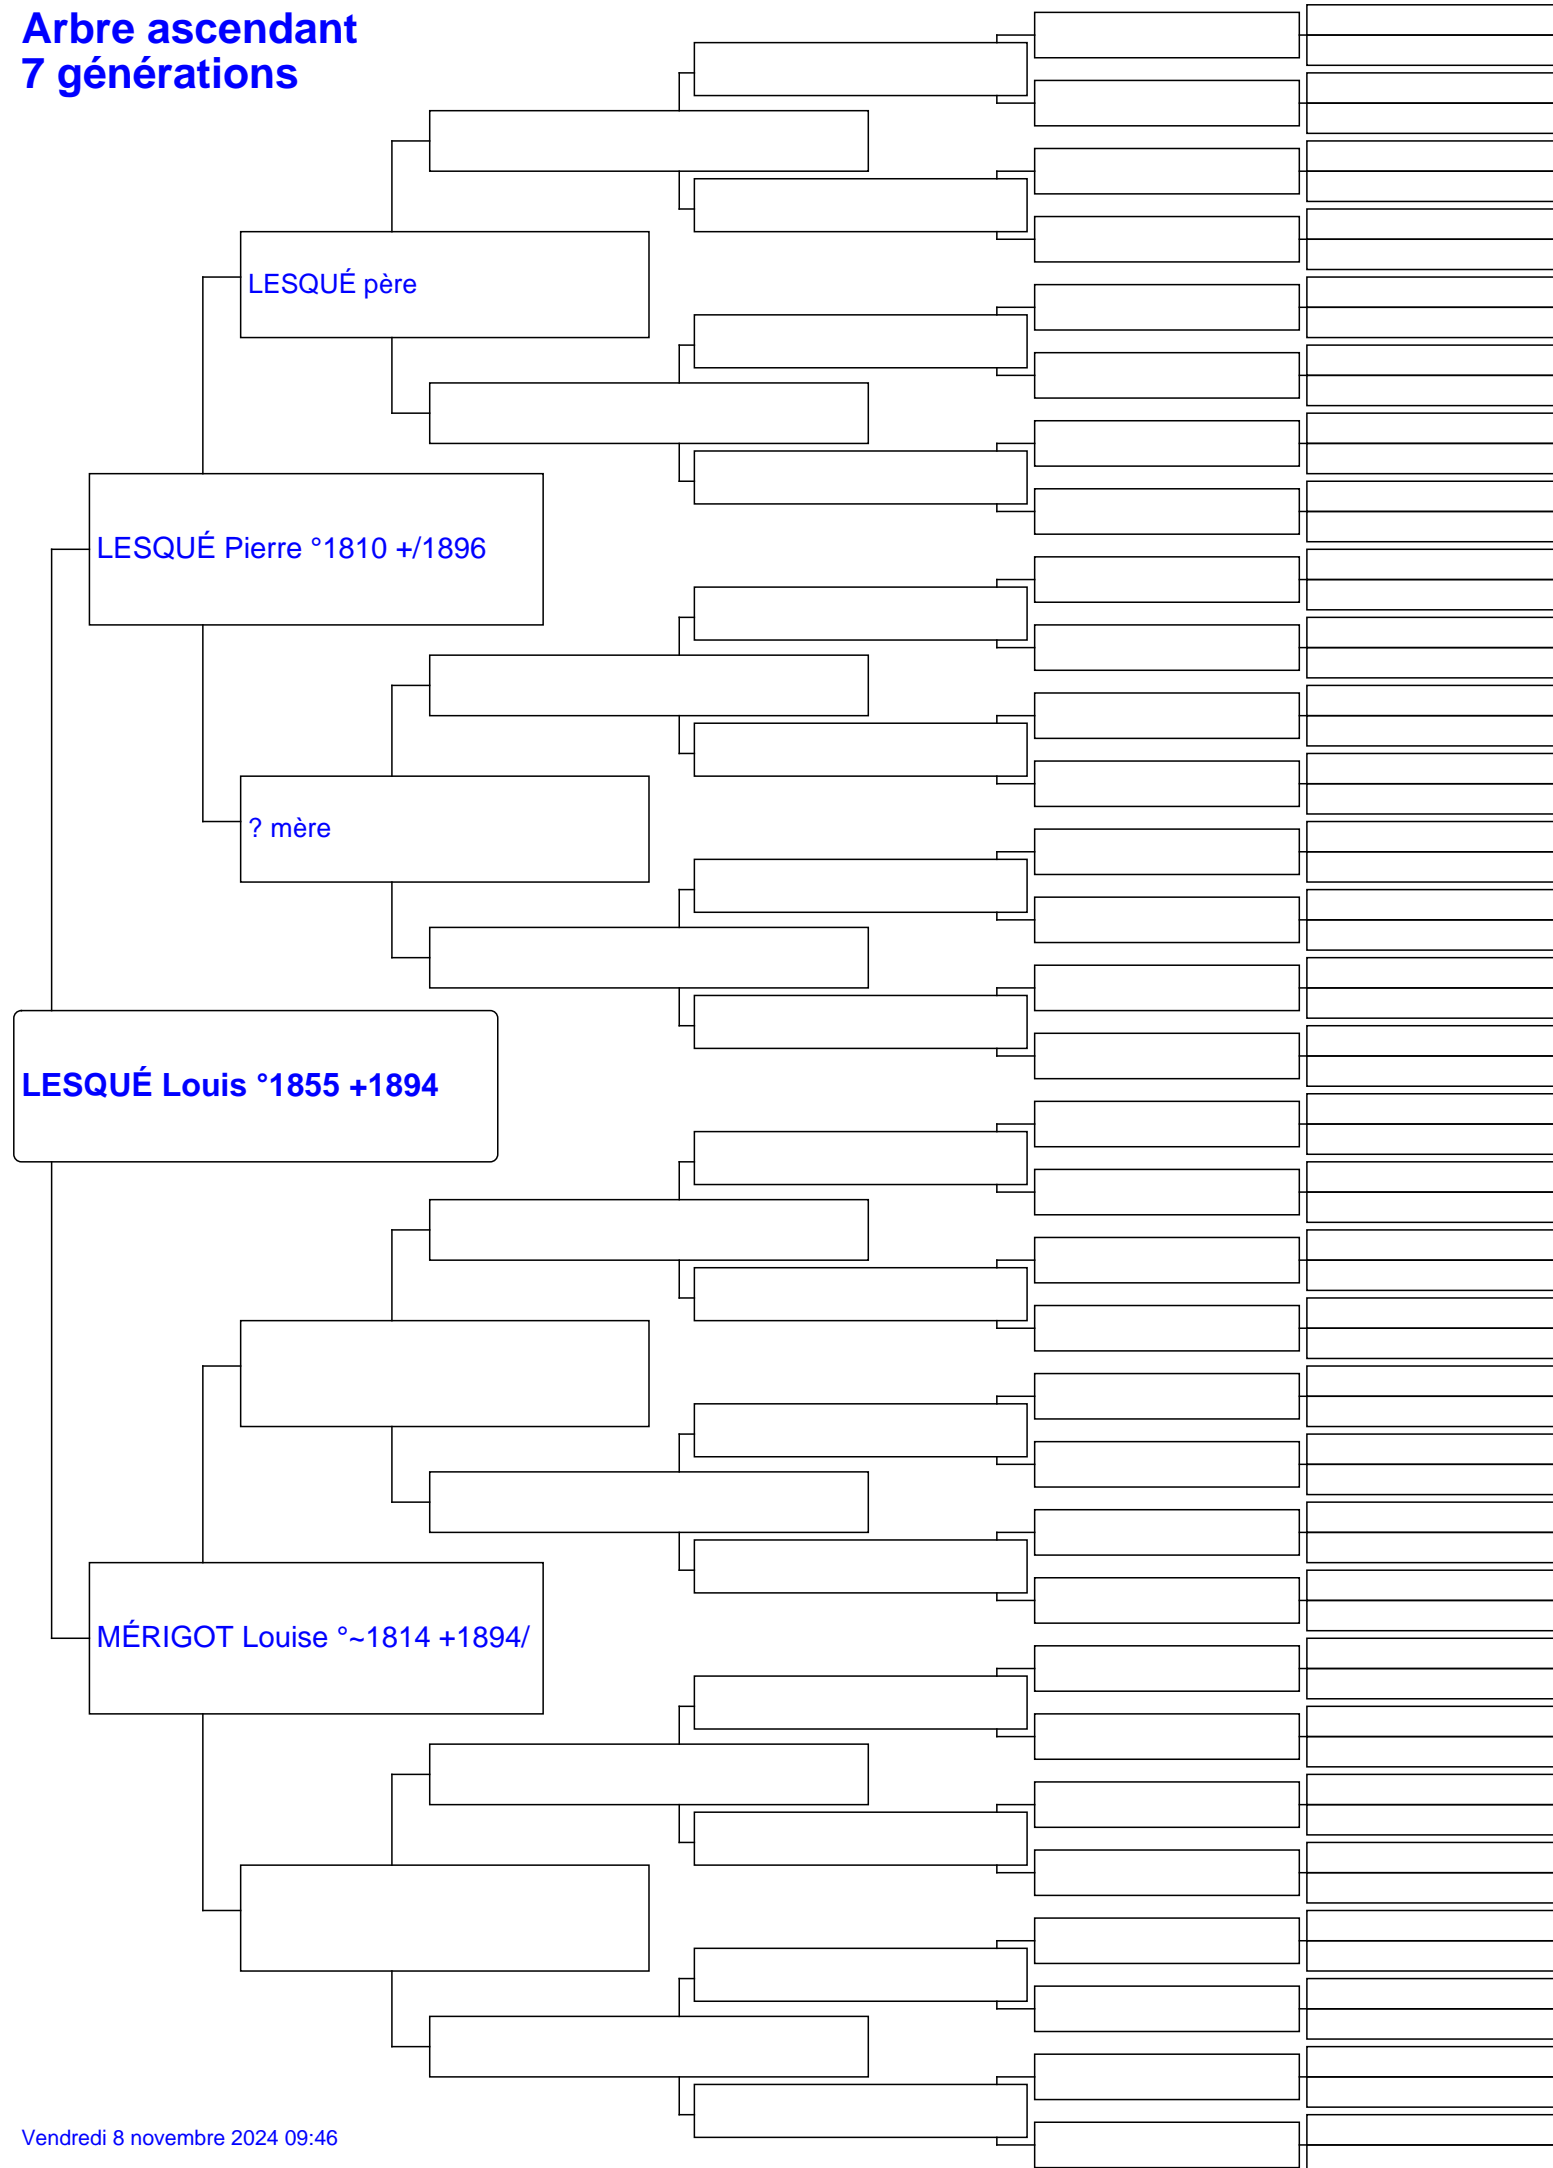 Arbre ascendant
7 générations
LESQUÉ père
LESQUÉ Pierre °1810 +/1896
? mère
LESQUÉ Louis °1855 +1894
MÉRIGOT Louise °~1814 +1894/
Vendredi 8 novembre 2024 09:46